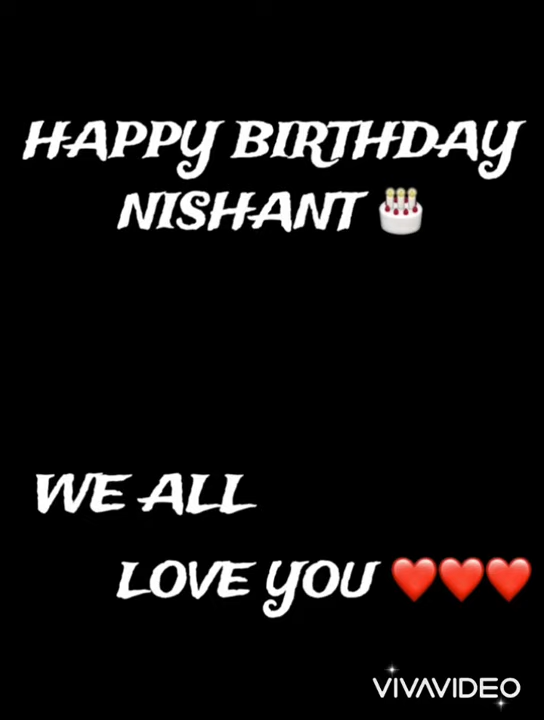 HAPPY BIRTHDAY
NISHANT 🎂
WE ALL
LOVE YOU ❤️❤️❤️
VIVAVIDEO